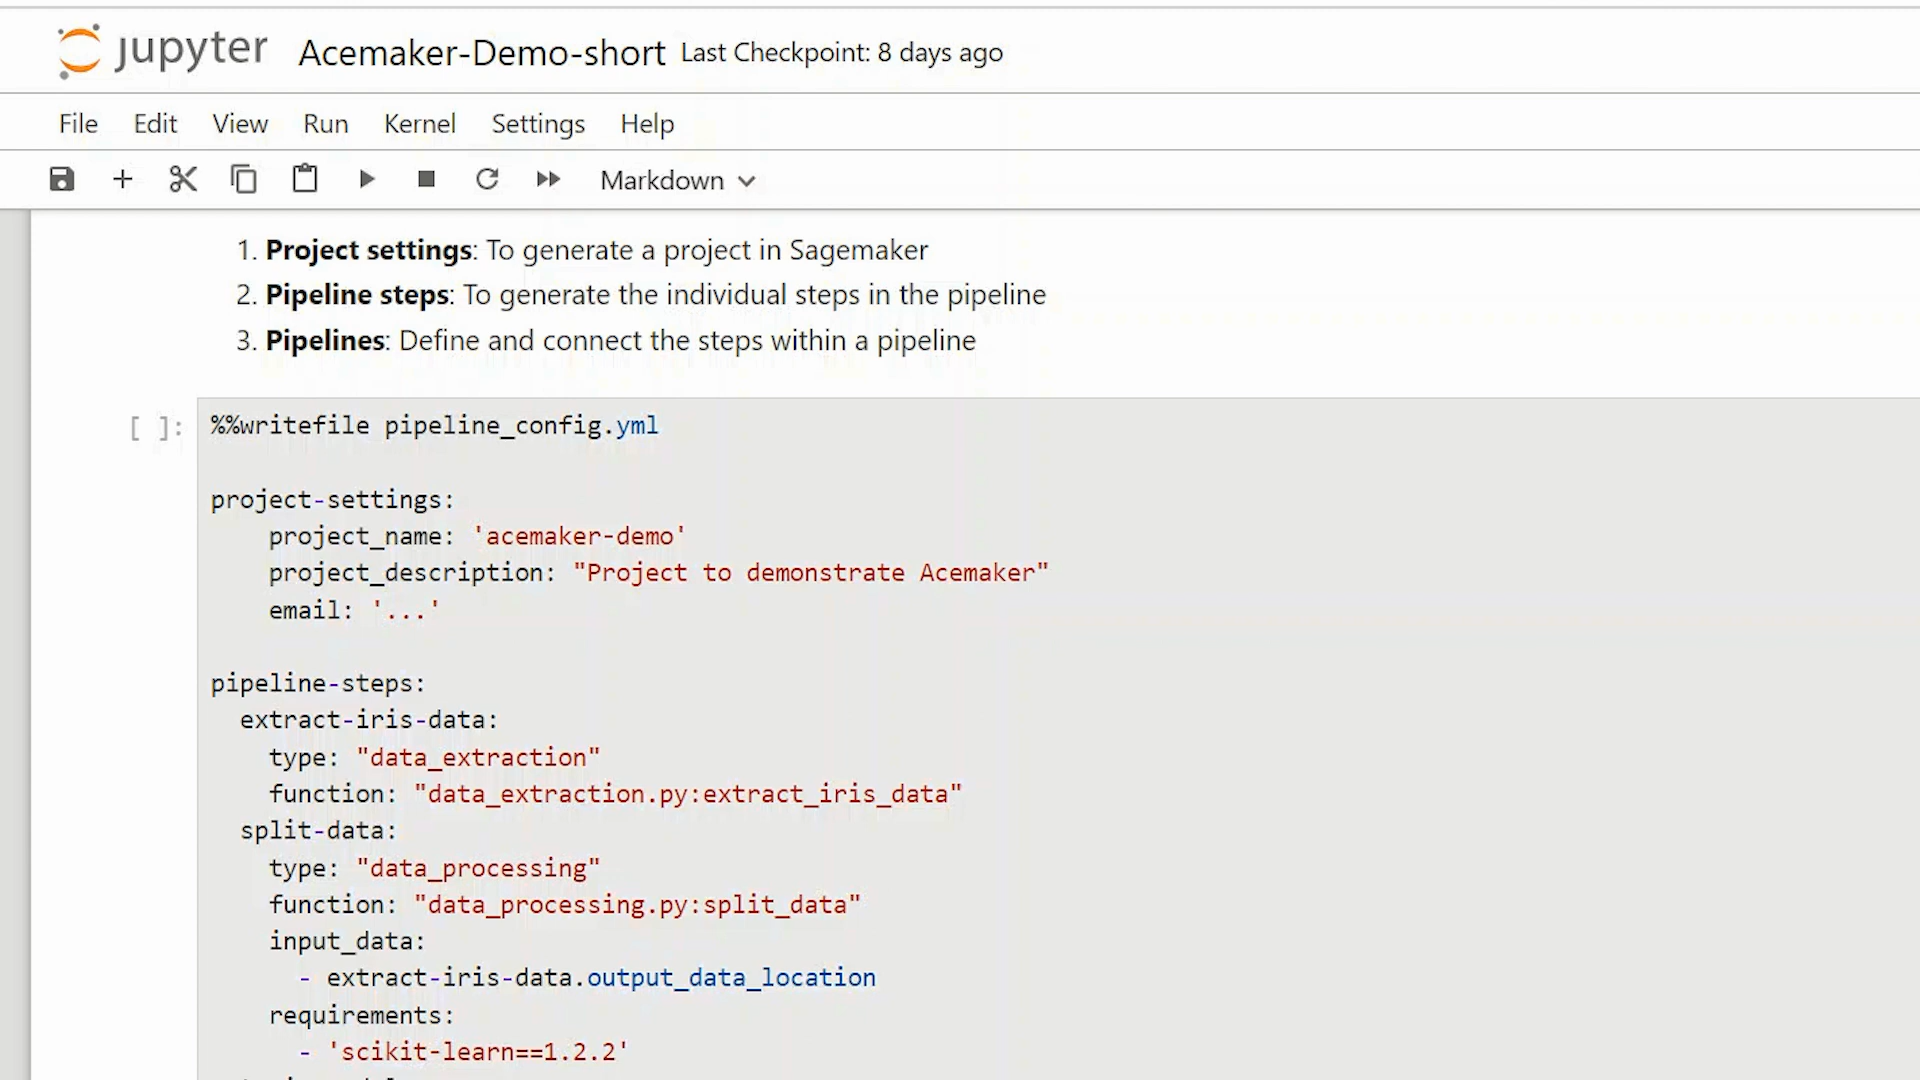 jupyter Acemaker-Demo-short Last Checkpoint: 8 days ago
File Edit View Run Kernel Settings Help
Markdown
1. Project settings: To generate a project in Sagemaker
2. Pipeline steps: To generate the individual steps in the pipeline
3. Pipelines: Define and connect the steps within a pipeline
[ ]: %%writefile pipeline_config.yml
project-settings:
project_name: 'acemaker-demo'
project_description: "Project to demonstrate Acemaker"
email: '...'
pipeline-steps:
extract-iris-data:
type: "data_extraction"
function: "data_extraction.py:extract_iris_data"
split-data:
type: "data_processing"
function: "data_processing.py:split_data"
input_data:
- extract-iris-data.output_data_location
requirements:
- 'scikit-learn==1.2.2'